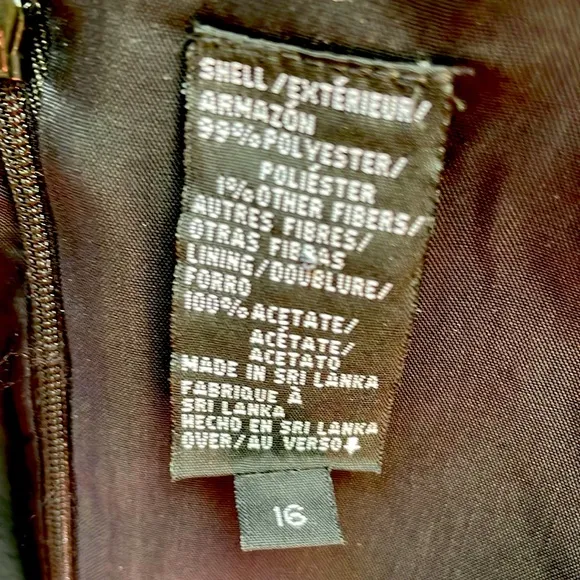 SHELL/EXTÉRIEUR/
ARMAZÓN
99%POLYESTER/
POLIÉSTER
1%OTHER FIBERS/
AUTRES FIBRES/
OTRAS FIBRAS
LINING/DOUBLURE/
FORRO
100%ACETATE/
ACÉTATE/
ACETATO
MADE IN SRI LANKA
FABRIQUE À
SRI LANKA
HECHO EN SRI LANKA
OVER/AU VERSO↓
16